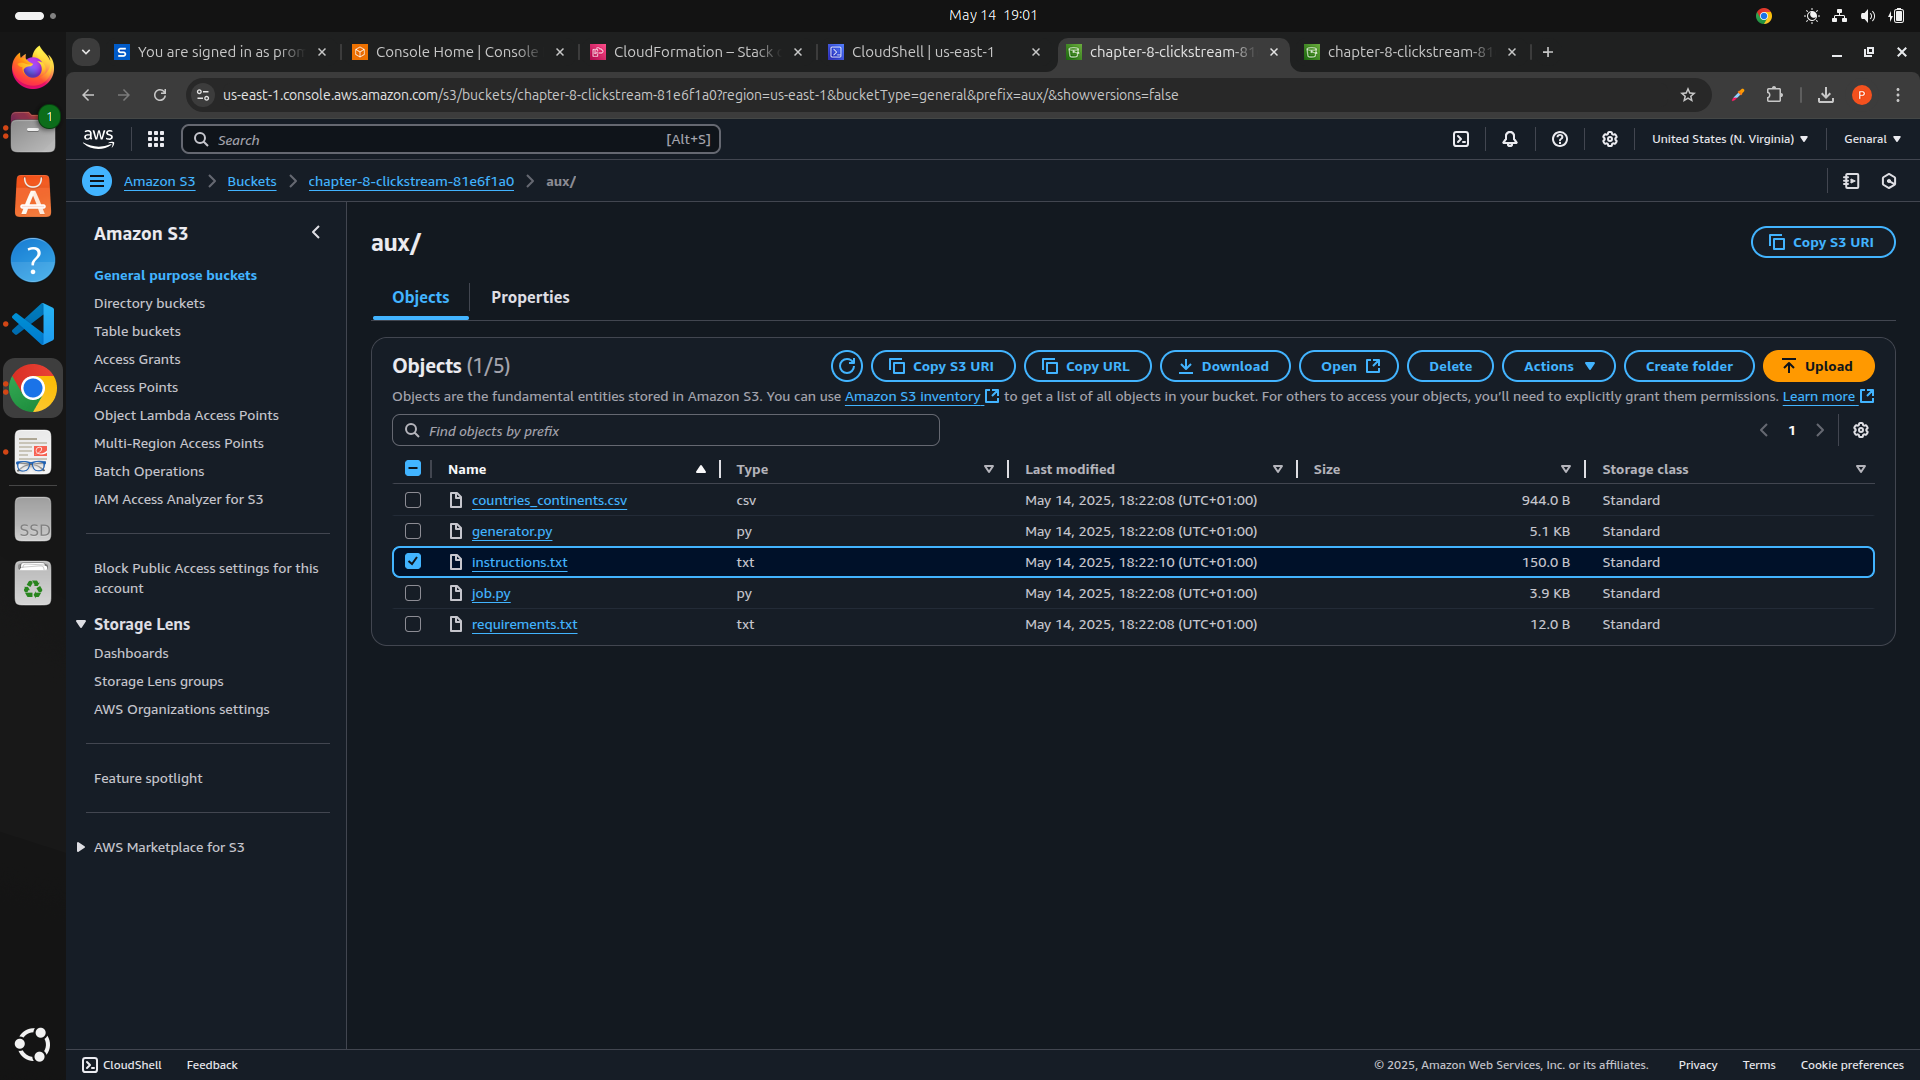 May 14 19:01
You are signed in as pron
Console Home | Console
CloudFormation – Stack
CloudShell | us-east-1
chapter-8-clickstream-81
chapter-8-clickstream-81
us-east-1.console.aws.amazon.com/s3/buckets/chapter-8-clickstream-81e6f1a0?region=us-east-1&bucketType=general&prefix=aux/&showversions=false
P
1
aws
Search
[Alt+S]
United States (N. Virginia)
General
Amazon S3
Buckets
chapter-8-clickstream-81e6f1a0
aux/
Amazon S3
General purpose buckets
Directory buckets
Table buckets
Access Grants
Access Points
Object Lambda Access Points
Multi-Region Access Points
Batch Operations
IAM Access Analyzer for S3
Block Public Access settings for this
account
Storage Lens
Dashboards
Storage Lens groups
AWS Organizations settings
Feature spotlight
AWS Marketplace for S3
SSD
aux/
Copy S3 URI
Objects
Properties
Objects (1/5)
Copy S3 URI
Copy URL
Download
Open
Delete
Actions
Create folder
Upload
Objects are the fundamental entities stored in Amazon S3. You can use Amazon S3 inventory to get a list of all objects in your bucket. For others to access your objects, you'll need to explicitly grant them permissions. Learn more
Find objects by prefix
1
Name Type Last modified Size Storage class
countries_continents.csv csv May 14, 2025, 18:22:08 (UTC+01:00) 944.0 B Standard
generator.py py May 14, 2025, 18:22:08 (UTC+01:00) 5.1 KB Standard
instructions.txt txt May 14, 2025, 18:22:10 (UTC+01:00) 150.0 B Standard
job.py py May 14, 2025, 18:22:08 (UTC+01:00) 3.9 KB Standard
requirements.txt txt May 14, 2025, 18:22:08 (UTC+01:00) 12.0 B Standard
CloudShell
Feedback
© 2025, Amazon Web Services, Inc. or its affiliates.
Privacy
Terms
Cookie preferences